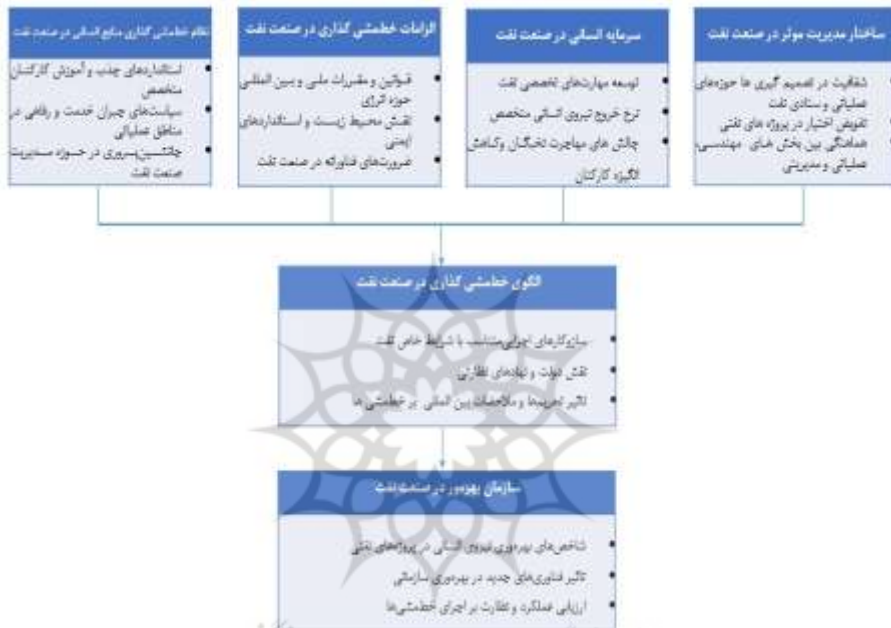 ساختار مدیریت موثر در صنعت نفت
شفافیت در تصمیم گیری ها حوزه‌های
عملیاتی و ستادی نفت
تفویض اختیار در پروژه های نفتی
هماهنگی بین بخش های مهندسی،
عملیاتی و مدیریتی
سرمایه انسانی در صنعت نفت
توسعه مهارت‌های تخصصی نفت
نرخ خروج نیروی انسانی متخصص
چالش های مهاجرت نخبگان وکاهش
انگیزه کارکنان
الزامات خطمشی گذاری در صنعت نفت
قوانین و مقررات ملی و بین المللی
حوزه انرژی
نقش محیط زیست و استانداردهای
ایمنی
ضرورت‌های فناورانه در صنعت نفت
نظام خطمشی گذاری منابع انسانی در صنعت نفت
استانداردهای جذب و آموزش کارکنان
متخصص
سیاست‌های جبران خدمت و رفاهی در
مناطق عملیاتی
جانشین‌پروری در حوزه مدیریت
صنعت نفت
الگوی خطمشی گذاری در صنعت نفت
سازوکارهای اجرایی متناسب با شرایط خاص نفت
نقش دولت و نهادهای نظارتی
تاثیر تحریم‌ها و ملاحظات بین المللی بر خطمشی ها
سازمان بهره‌ور در صنعت نفت
شاخص‌های بهره‌وری نیروی انسانی در پروژه‌های نفتی
تاثیر فناوری‌های جدید در بهره‌وری سازمانی
ارزیابی عملکرد و نظارت بر اجرای خطمشی‌ها